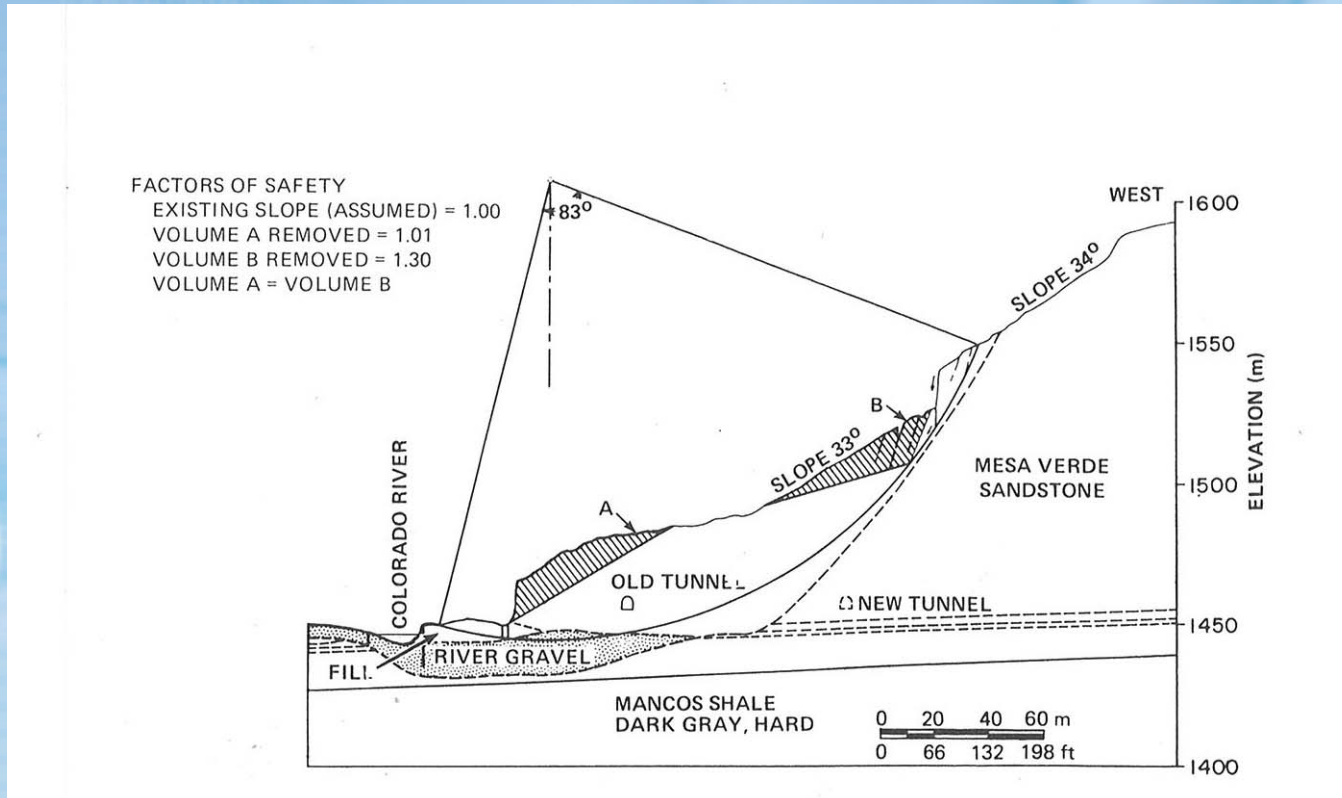 FACTORS OF SAFETY
EXISTING SLOPE (ASSUMED) = 1.00
VOLUME A REMOVED = 1.01
VOLUME B REMOVED = 1.30
VOLUME A = VOLUME B
83°
WEST
1600
SLOPE 34°
1550
ELEVATION (m)
B
SLOPE 33°
MESA VERDE
SANDSTONE
1500
A
COLORADO RIVER
OLD TUNNEL
NEW TUNNEL
1450
RIVER GRAVEL
FILL
MANCOS SHALE
DARK GRAY, HARD
0 20 40 60 m
0 66 132 198 ft
1400